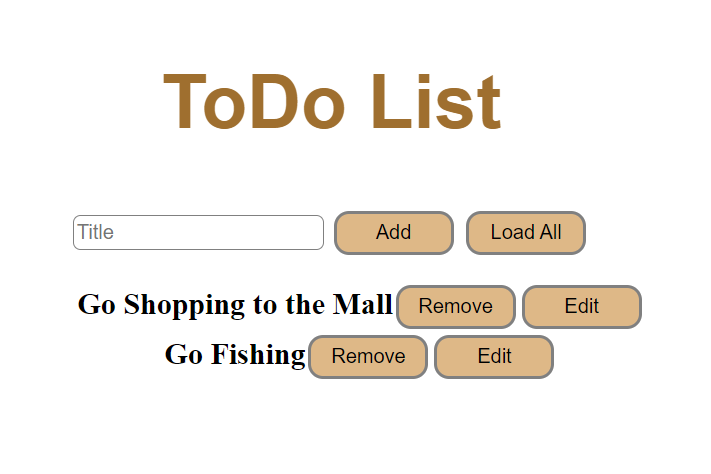 ToDo List
Title Add Load All
Go Shopping to the Mall Remove Edit
Go Fishing Remove Edit